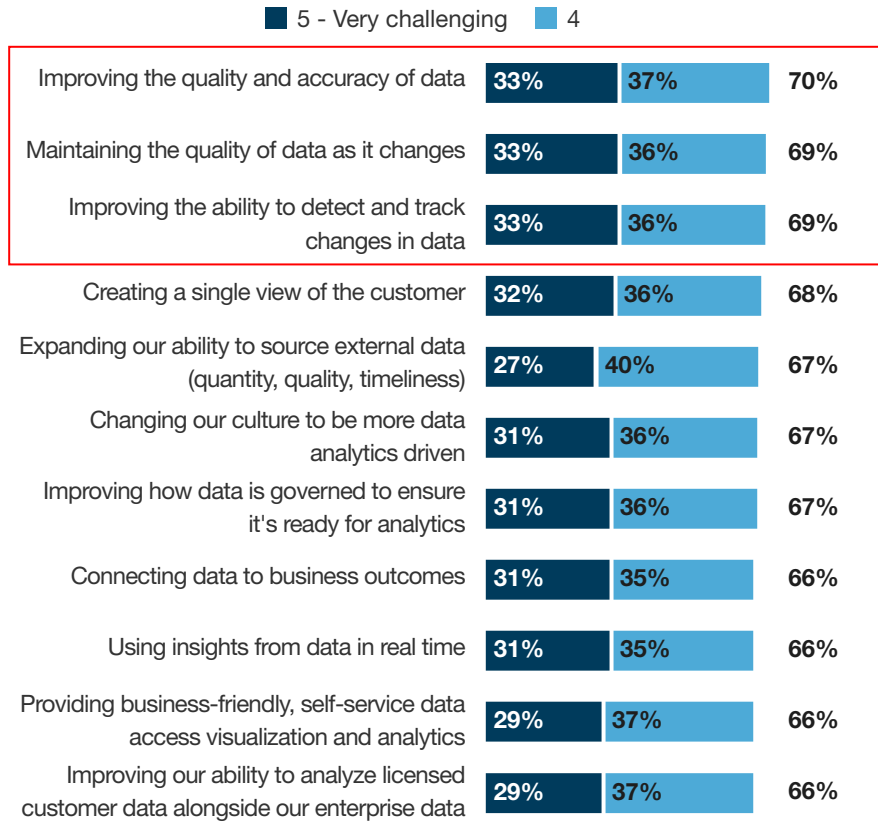 5 - Very challenging 4
Improving the quality and accuracy of data 33% 37% 70%
Maintaining the quality of data as it changes 33% 36% 69%
Improving the ability to detect and track
changes in data 33% 36% 69%
Creating a single view of the customer 32% 36% 68%
Expanding our ability to source external data
(quantity, quality, timeliness) 27% 40% 67%
Changing our culture to be more data
analytics driven 31% 36% 67%
Improving how data is governed to ensure
it's ready for analytics 31% 36% 67%
Connecting data to business outcomes 31% 35% 66%
Using insights from data in real time 31% 35% 66%
Providing business-friendly, self-service data
access visualization and analytics 29% 37% 66%
Improving our ability to analyze licensed
customer data alongside our enterprise data 29% 37% 66%